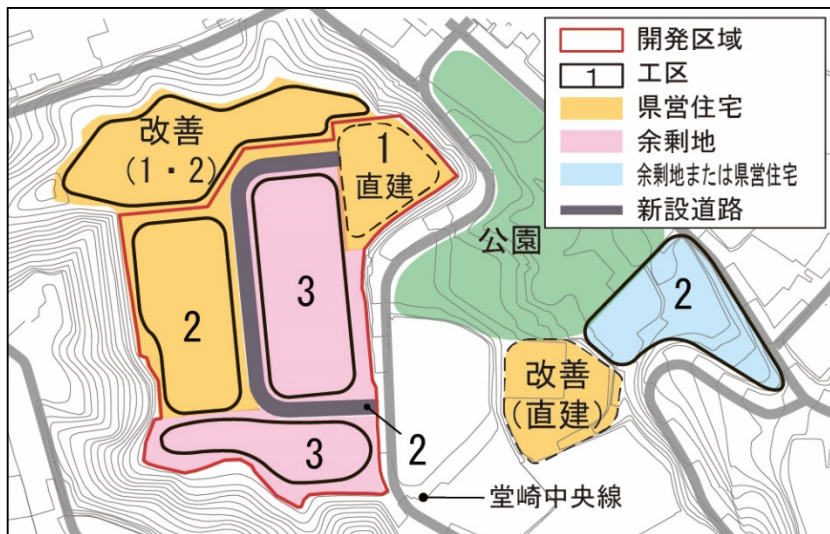 改善
(1・2)
1
直建
2
3
3
2
公園
2
改善
(直建)
堂崎中央線
開発区域
1 工区
県営住宅
余剰地
余剰地または県営住宅
新設道路